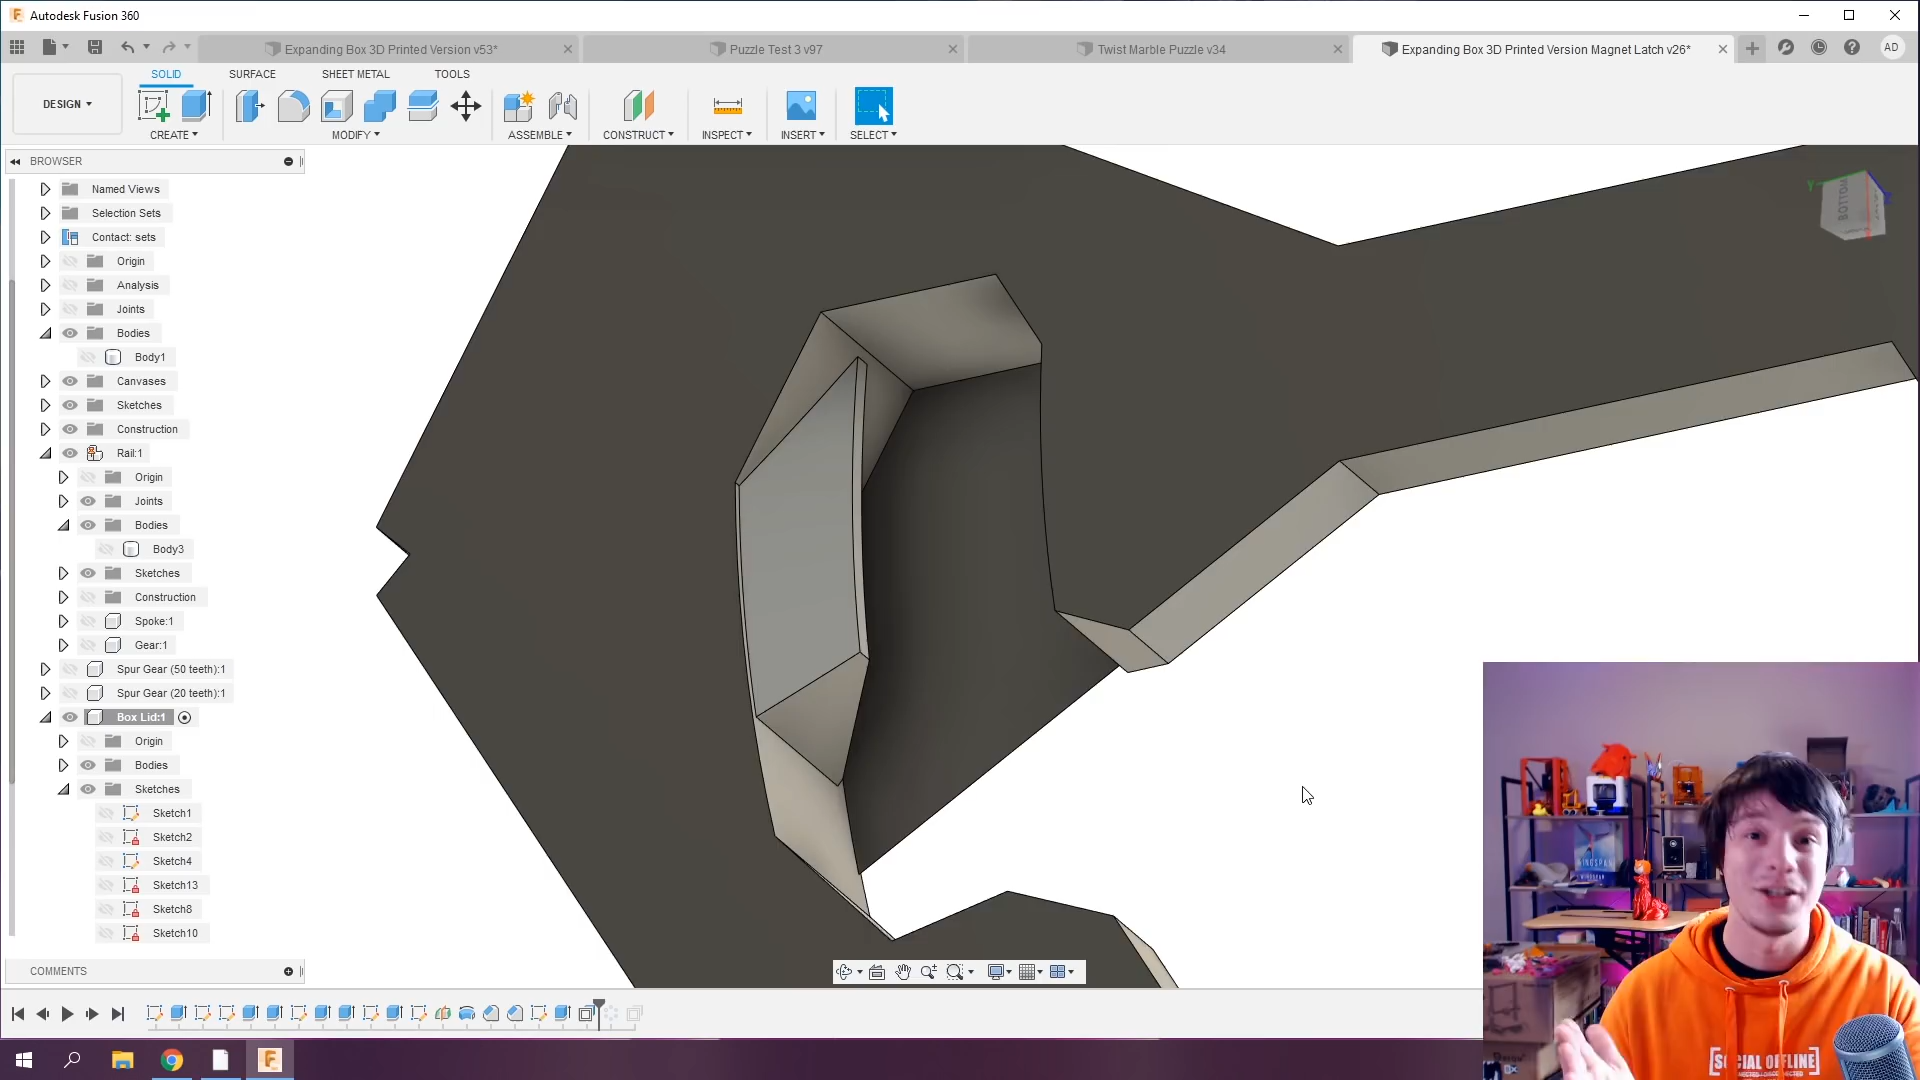 Autodesk Fusion 360
Expanding Box 3D Printed Version v53*
Puzzle Test 3 v97
Twist Marble Puzzle v34
Expanding Box 3D Printed Version Magnet Latch v26*
AD
DESIGN
SOLID
SURFACE
SHEET METAL
TOOLS
CREATE
MODIFY
ASSEMBLE
CONSTRUCT
INSPECT
INSERT
SELECT
BROWSER
Named Views
Selection Sets
Contact: sets
Origin
Analysis
Joints
Bodies
Body1
Canvases
Sketches
Construction
Rail:1
Origin
Joints
Bodies
Body3
Sketches
Construction
Spoke:1
Gear:1
Spur Gear (50 teeth):1
Spur Gear (20 teeth):1
Box Lid:1
Origin
Bodies
Sketches
Sketch1
Sketch2
Sketch4
Sketch13
Sketch8
Sketch10
COMMENTS
BOTTOM
Y
WINGSPAN
[SOCIAL OFFLINE]